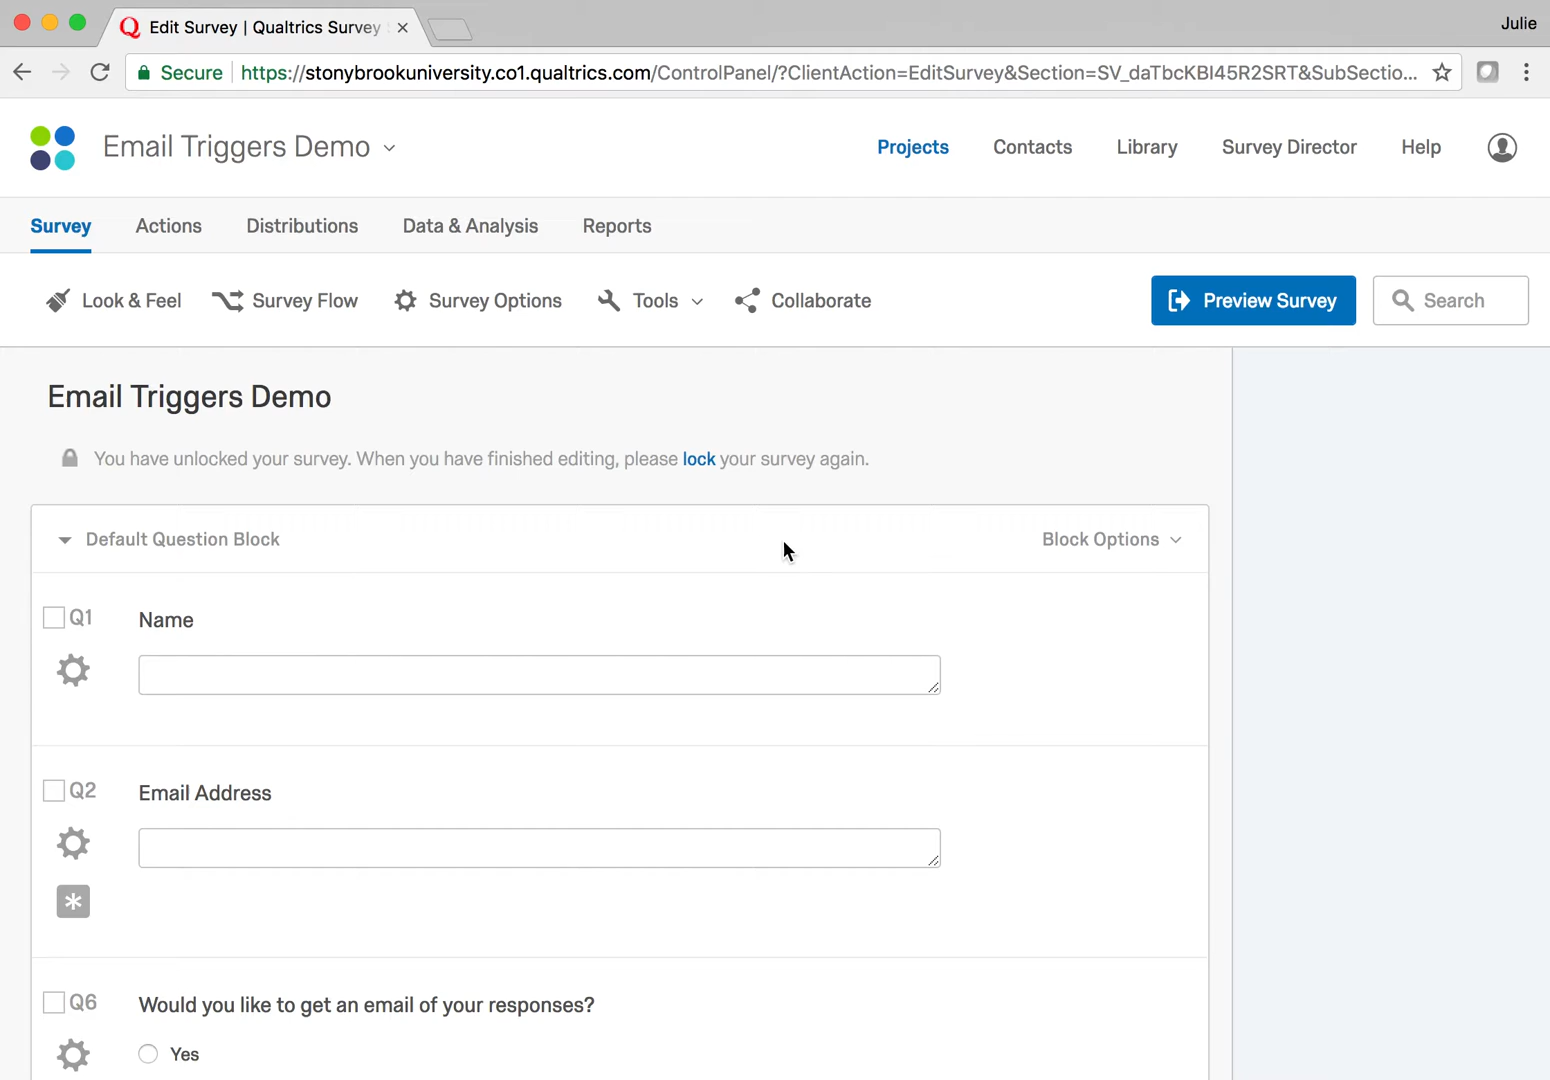 Edit Survey | Qualtrics Survey
Julie
Secure
https://stonybrookuniversity.co1.qualtrics.com/ControlPanel/?ClientAction=EditSurvey&Section=SV_daTbcKBI45R2SRT&SubSectio...
Email Triggers Demo
Projects
Contacts
Library
Survey Director
Help
Survey
Actions
Distributions
Data & Analysis
Reports
Look & Feel
Survey Flow
Survey Options
Tools
Collaborate
Preview Survey
Search
Email Triggers Demo
You have unlocked your survey. When you have finished editing, please lock your survey again.
Default Question Block
Block Options
Q1
Name
Q2
Email Address
*
Q6
Would you like to get an email of your responses?
Yes